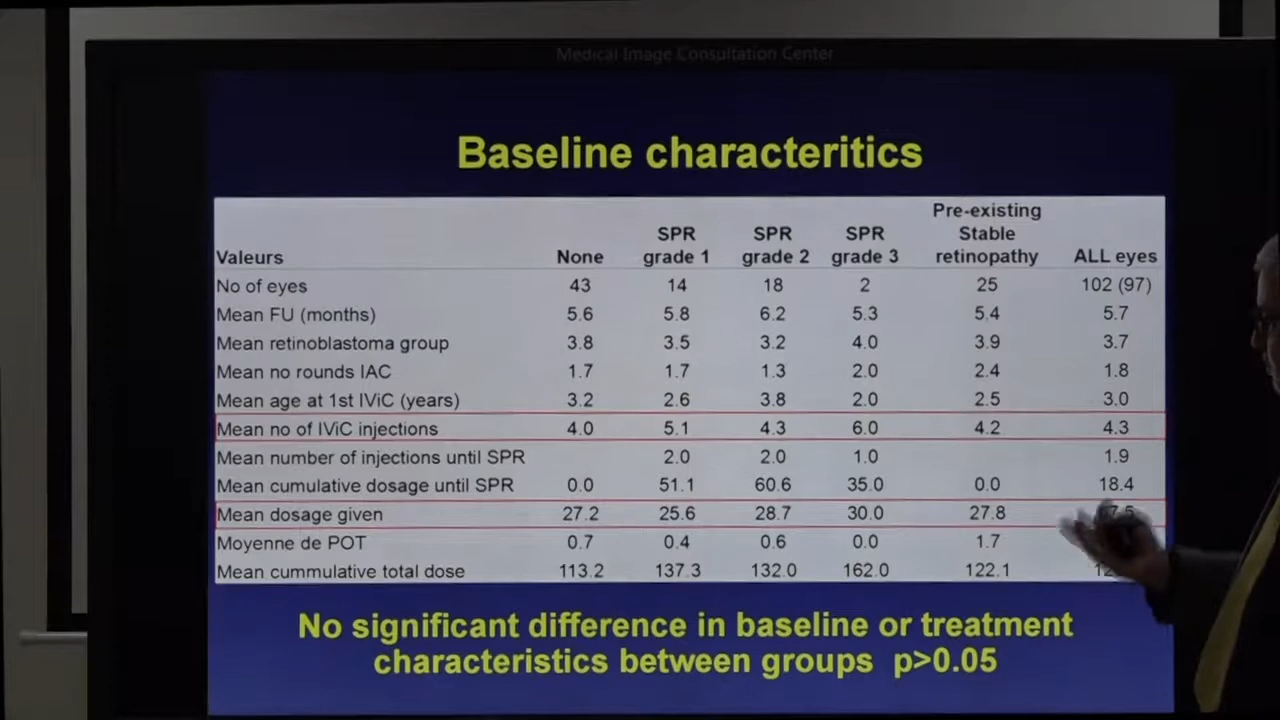 Medical Image Consultation Center
Baseline characteritics
Pre-existing
SPR SPR SPR Stable
Valeurs None grade 1 grade 2 grade 3 retinopathy ALL eyes
No of eyes 43 14 18 2 25 102 (97)
Mean FU (months) 5.6 5.8 6.2 5.3 5.4 5.7
Mean retinoblastoma group 3.8 3.5 3.2 4.0 3.9 3.7
Mean no rounds IAC 1.7 1.7 1.3 2.0 2.4 1.8
Mean age at 1st IViC (years) 3.2 2.6 3.8 2.0 2.5 3.0
Mean no of IViC injections 4.0 5.1 4.3 6.0 4.2 4.3
Mean number of injections until SPR 2.0 2.0 1.0 1.9
Mean cumulative dosage until SPR 0.0 51.1 60.6 35.0 0.0 18.4
Mean dosage given 27.2 25.6 28.7 30.0 27.8
Moyenne de POT 0.7 0.4 0.6 0.0 1.7
Mean cummulative total dose 113.2 137.3 132.0 162.0 122.1
No significant difference in baseline or treatment
characteristics between groups p>0.05